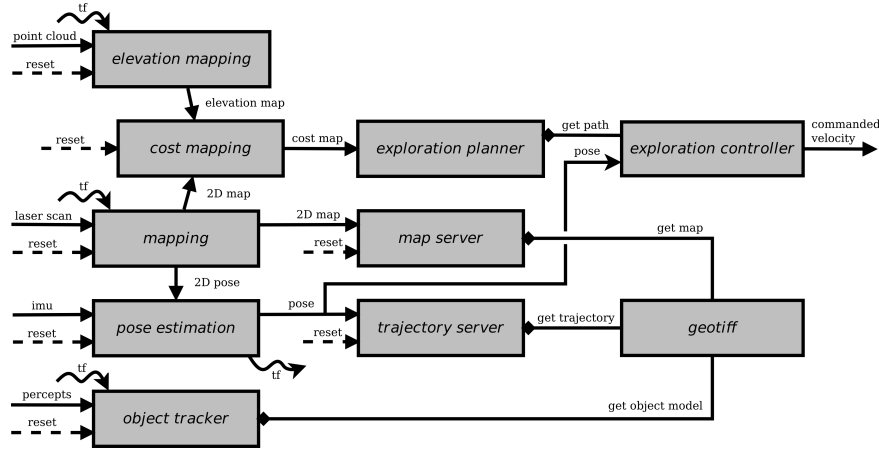 tf
point cloud
elevation mapping
reset
elevation map
reset
cost mapping
cost map
exploration planner
get path
exploration controller
commanded
velocity
pose
tf
2D map
laser scan
mapping
2D map
map server
get map
reset
reset
2D pose
imu
pose estimation
pose
trajectory server
get trajectory
geotiff
reset
reset
tf
tf
percepts
object tracker
get object model
reset